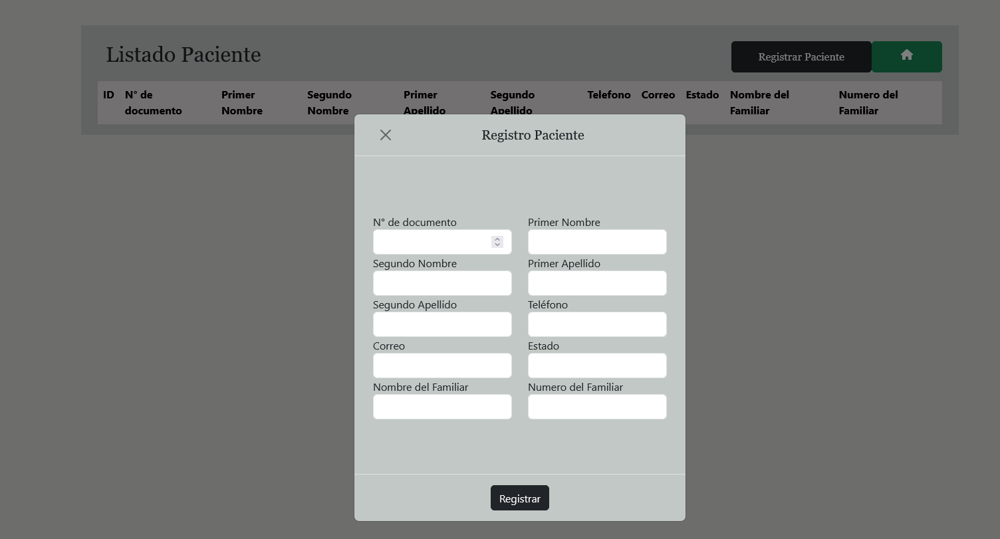 Listado Paciente
Registrar Paciente
ID N° de documento Primer Nombre Segundo Nombre Primer Apellido Segundo Apellido Telefono Correo Estado Nombre del Familiar Numero del Familiar
Registro Paciente
N° de documento Primer Nombre
Segundo Nombre Primer Apellido
Segundo Apellido Teléfono
Correo Estado
Nombre del Familiar Numero del Familiar
Registrar